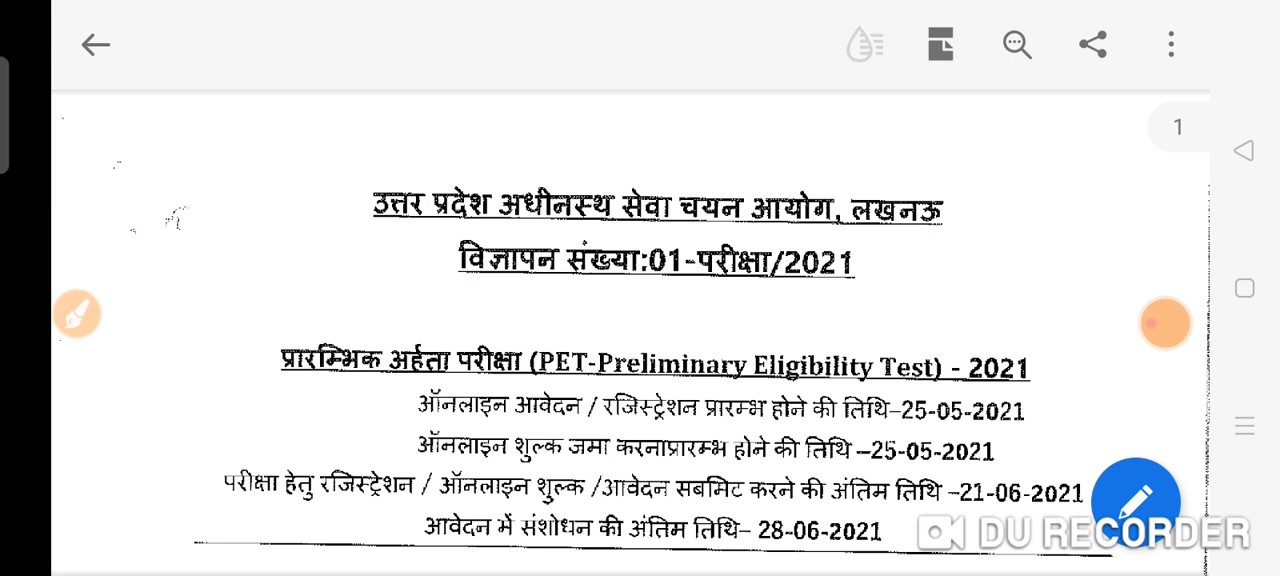 1
उत्तर प्रदेश अधीनस्थ सेवा चयन आयोग, लखनऊ
विज्ञापन संख्या:01-परीक्षा/2021
प्रारम्भिक अर्हता परीक्षा (PET-Preliminary Eligibility Test) - 2021
ऑनलाइन आवेदन / रजिस्ट्रेशन प्रारम्भ होने की तिथि–25-05-2021
ऑनलाइन शुल्क जमा करनाप्रारम्भ होने की तिथि –25-05-2021
परीक्षा हेतु रजिस्ट्रेशन / ऑनलाइन शुल्क /आवेदन सबमिट करने की अंतिम तिथि –21-06-2021
आवेदन में संशोधन की अंतिम तिथि– 28-06-2021
DU RECORDER